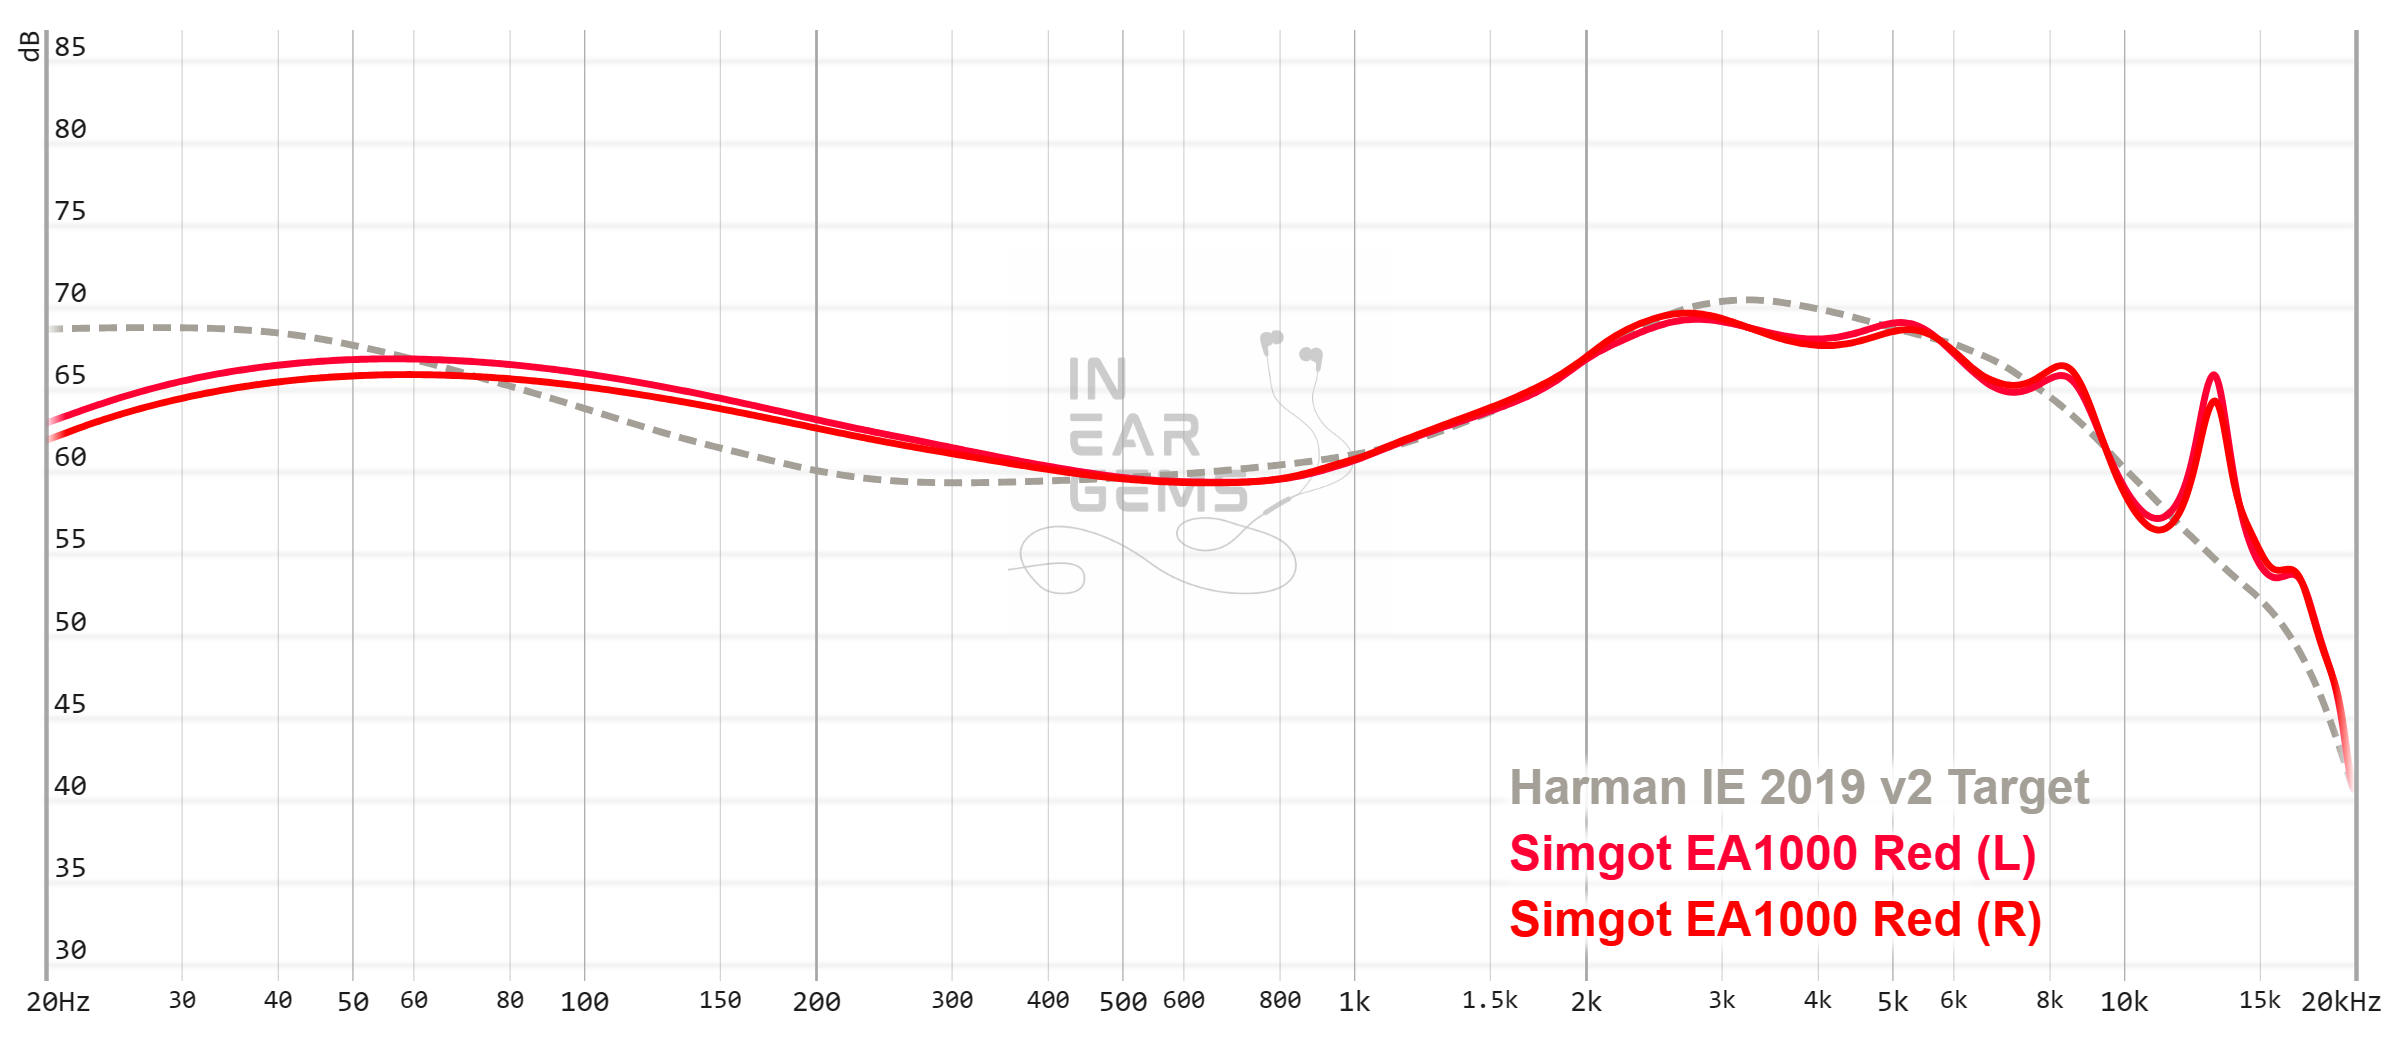 dB
85
80
75
70
65
60
55
50
45
40
35
30
IN
EAR
GEMS
Harman IE 2019 v2 Target
Simgot EA1000 Red (L)
Simgot EA1000 Red (R)
20Hz 30 40 50 60 80 100 150 200 300 400 500 600 800 1k 1.5k 2k 3k 4k 5k 6k 8k 10k 15k 20kHz